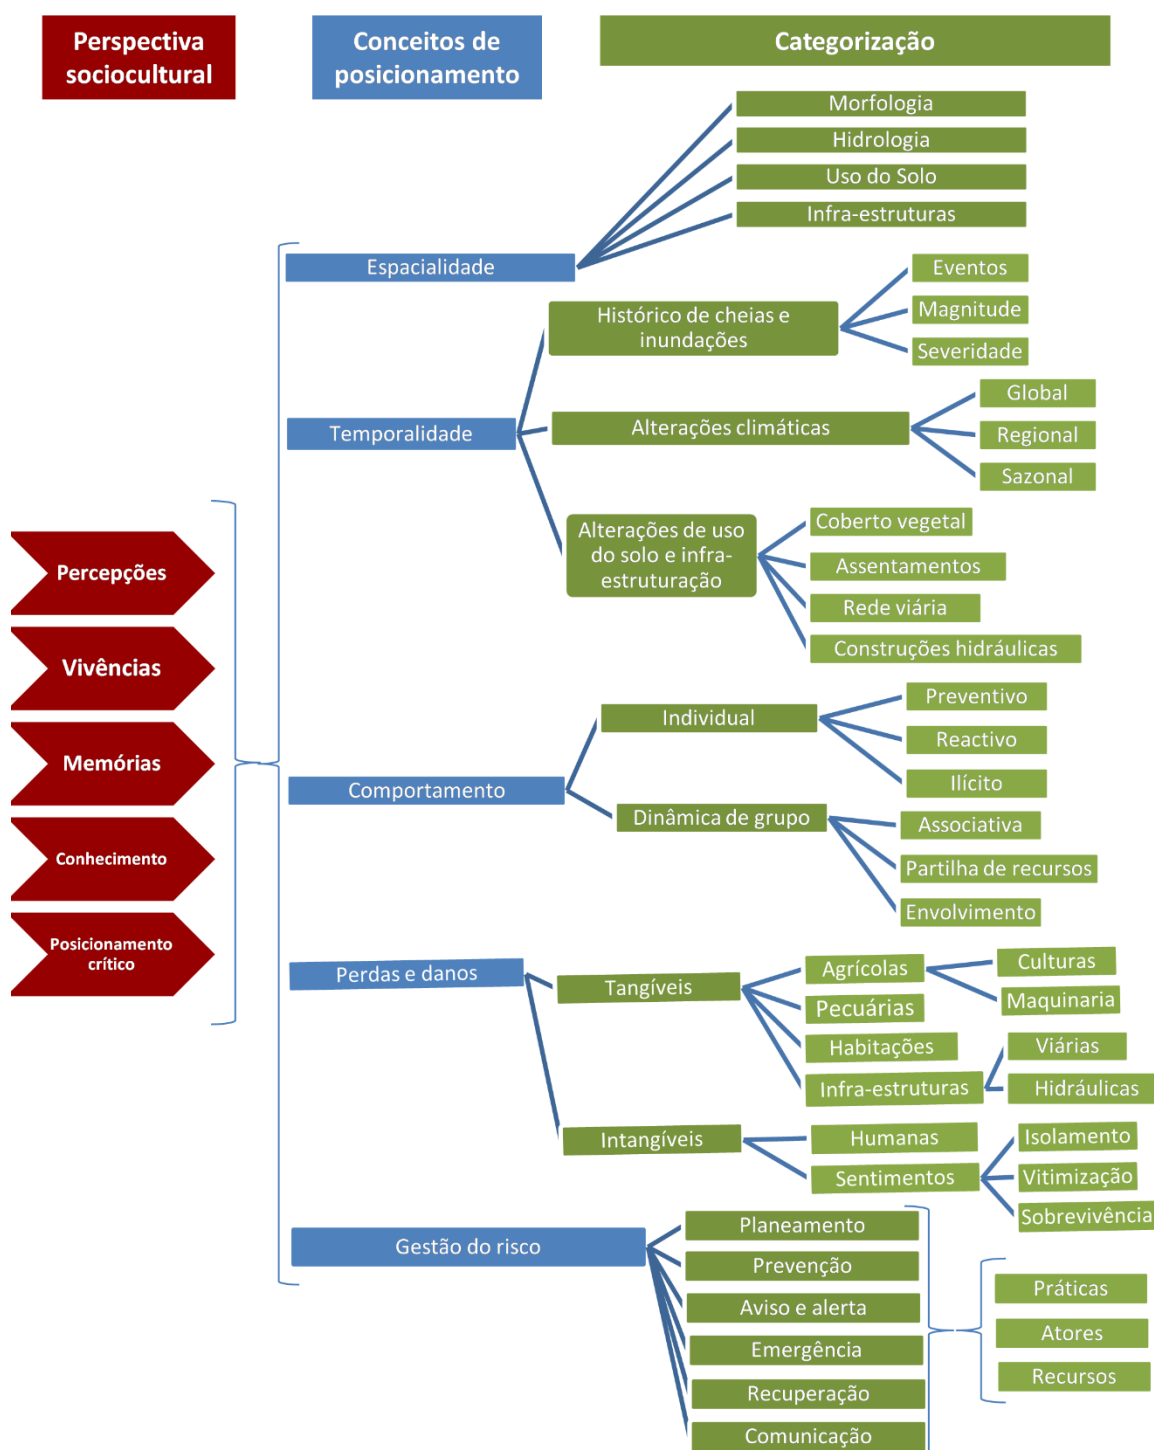 Perspectiva
sociocultural
Conceitos de
posicionamento
Categorização
Morfologia
Hidrologia
Uso do Solo
Infra-estruturas
Espacialidade
Histórico de cheias e
inundações
Eventos
Magnitude
Severidade
Temporalidade
Alterações climáticas
Global
Regional
Sazonal
Alterações de uso
do solo e infra-
estruturação
Coberto vegetal
Assentamentos
Rede viária
Construções hidráulicas
Percepções
Vivências
Memórias
Conhecimento
Posicionamento
crítico
Comportamento
Individual
Preventivo
Reactivo
Ilícito
Dinâmica de grupo
Associativa
Partilha de recursos
Envolvimento
Perdas e danos
Tangíveis
Agrícolas
Culturas
Maquinaria
Pecuárias
Habitações
Infra-estruturas
Viárias
Hidráulicas
Intangíveis
Humanas
Sentimentos
Isolamento
Vitimização
Sobrevivência
Gestão do risco
Planeamento
Prevenção
Aviso e alerta
Emergência
Recuperação
Comunicação
Práticas
Atores
Recursos